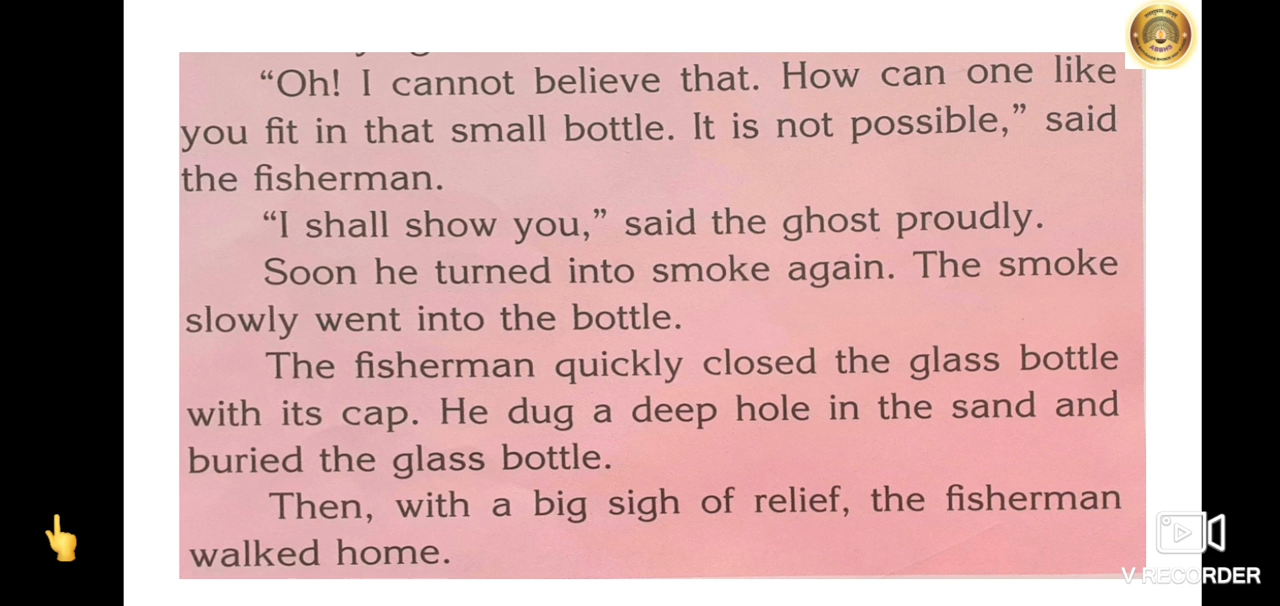 “Oh! I cannot believe that. How can one like
you fit in that small bottle. It is not possible,” said
the fisherman.
“I shall show you,” said the ghost proudly.
Soon he turned into smoke again. The smoke
slowly went into the bottle.
The fisherman quickly closed the glass bottle
with its cap. He dug a deep hole in the sand and
buried the glass bottle.
Then, with a big sigh of relief, the fisherman
walked home.
ABBHS
V RECORDER